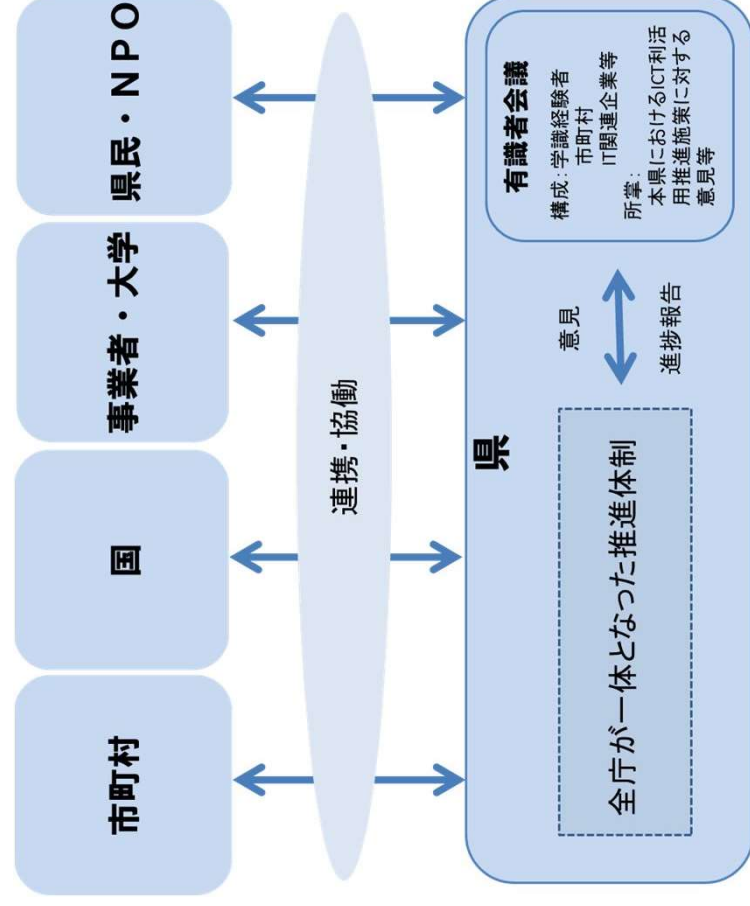 市町村
国
事業者・大学
県民・NPO
連携・協働
県
全庁が一体となった推進体制
意見
進捗報告
有識者会議
構成:学識経験者
市町村
IT関連企業等
所掌:
本県におけるICT利活
用推進施策に対する
意見等